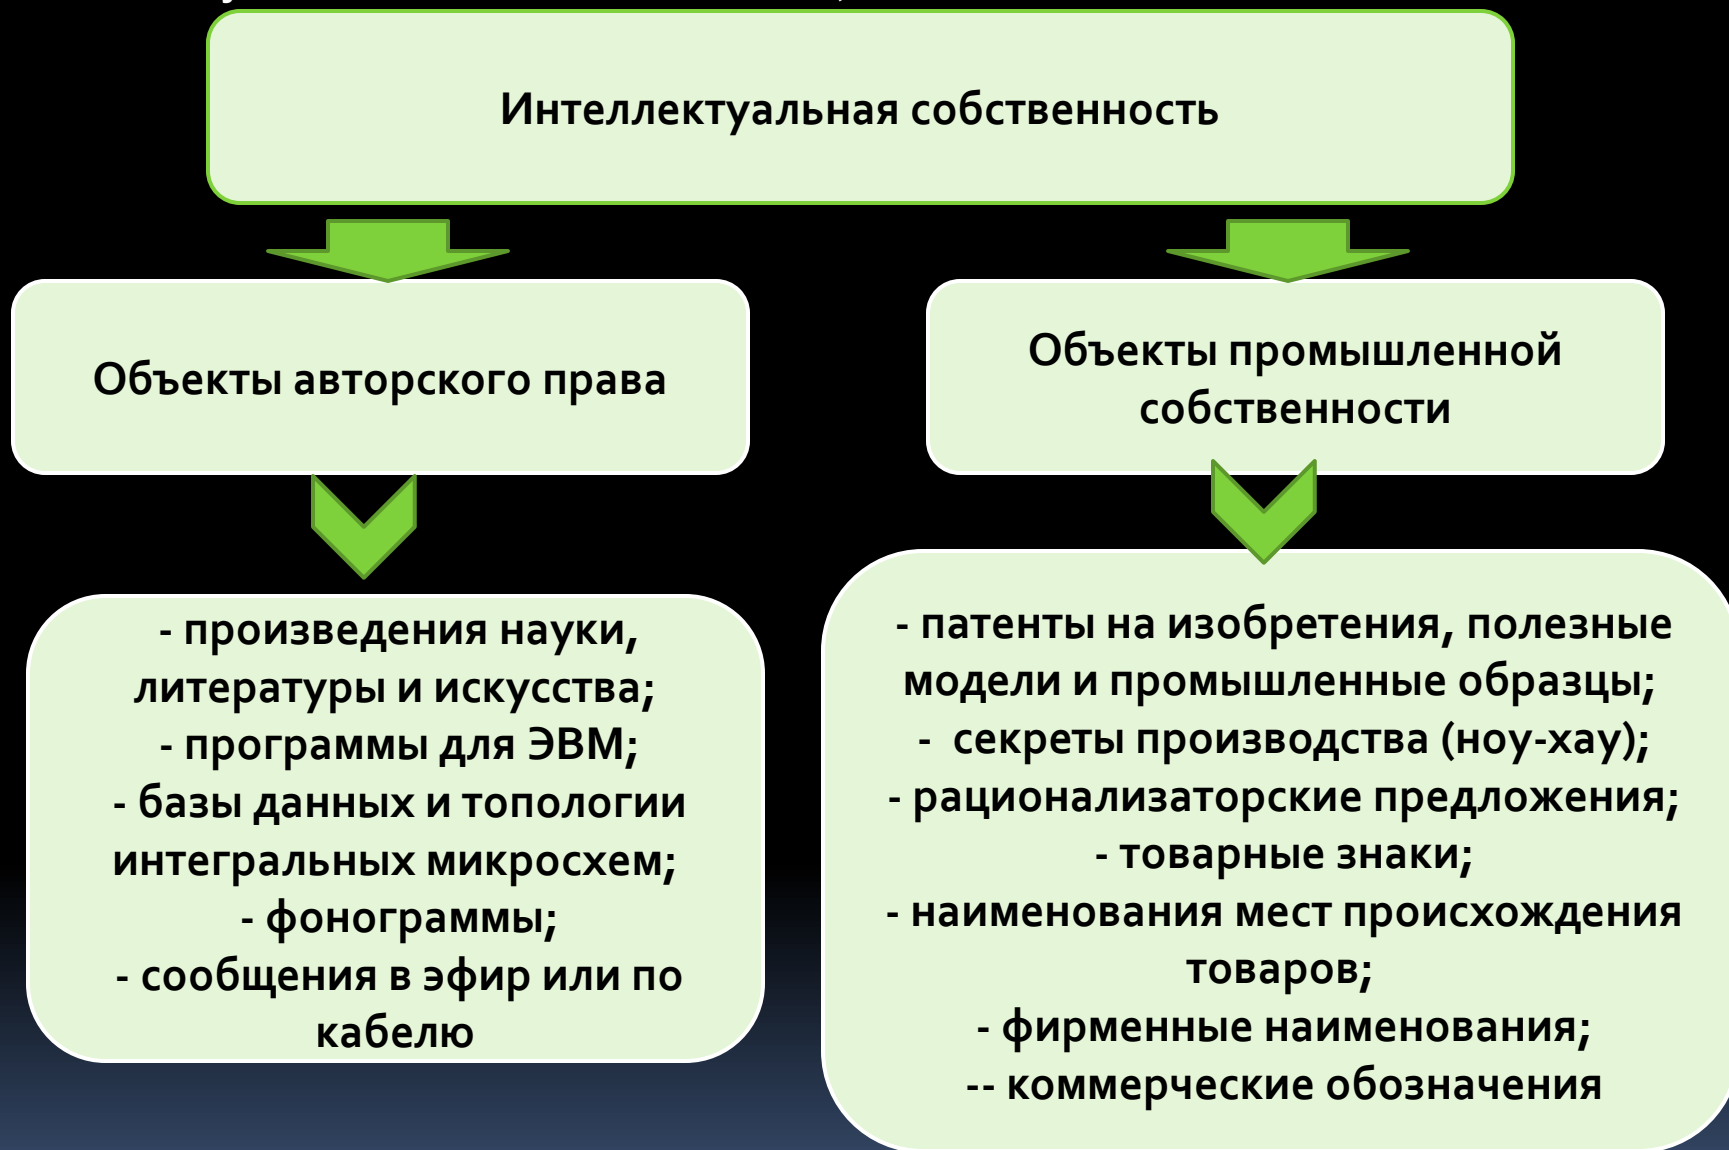 Интеллектуальная собственность
Объекты авторского права
Объекты промышленной
собственности
- произведения науки,
литературы и искусства;
- программы для ЭВМ;
- базы данных и топологии
интегральных микросхем;
- фонограммы;
- сообщения в эфир или по
кабелю
- патенты на изобретения, полезные
модели и промышленные образцы;
- секреты производства (ноу-хау);
- рационализаторские предложения;
- товарные знаки;
- наименования мест происхождения
товаров;
- фирменные наименования;
-- коммерческие обозначения